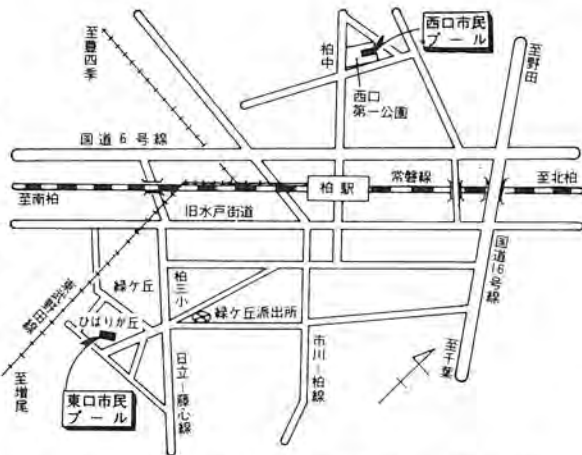 西口市民
プール
至豊四季
柏中
至野田
西口
第一公園
国道6号線
柏駅
常磐線
至北柏
至南柏
旧水戸街道
国道16号線
緑ケ丘
柏三小
緑ケ丘派出所
東武野田線
ひばりが丘
至増尾
日立ー藤心線
市川ー柏線
至千葉
東口市民
プール